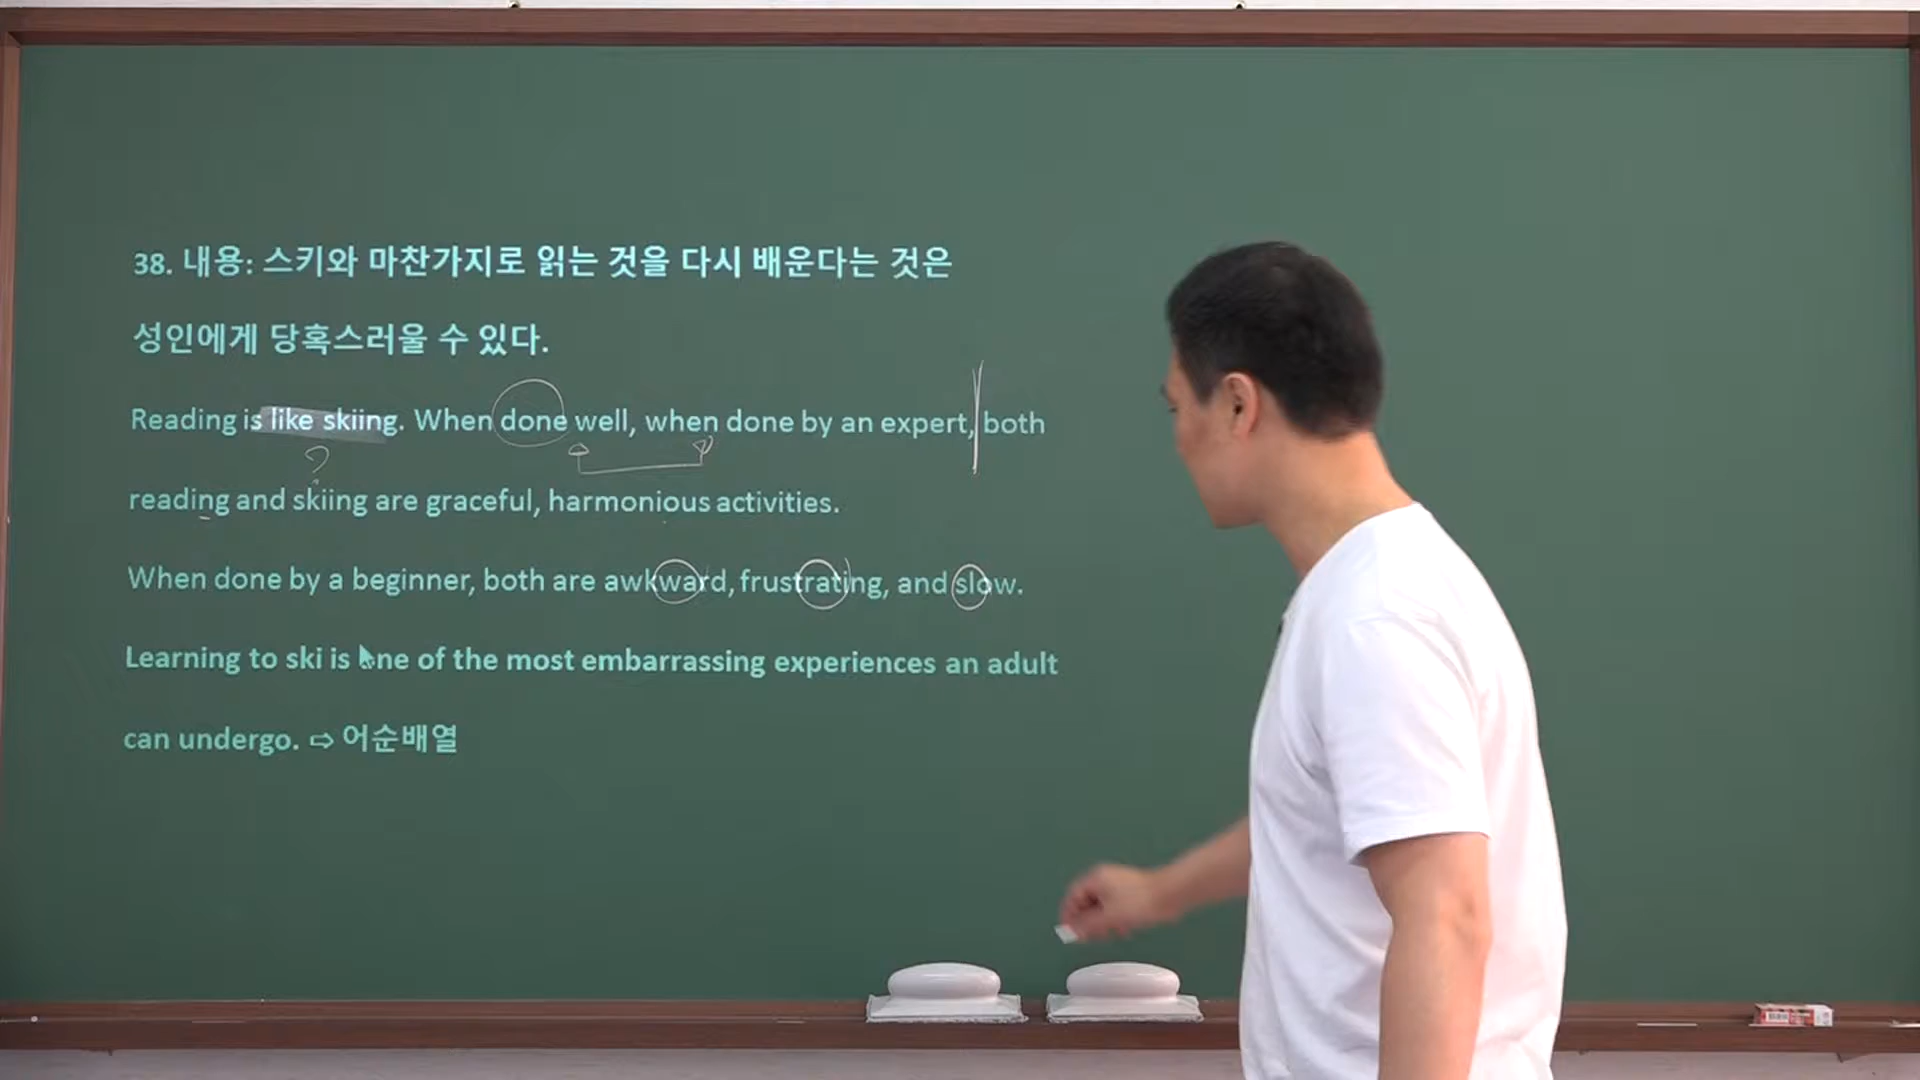 38. 내용: 스키와 마찬가지로 읽는 것을 다시 배운다는 것은
성인에게 당혹스러울 수 있다.
Reading is like skiing. When done well, when done by an expert, both
?
reading and skiing are graceful, harmonious activities.
When done by a beginner, both are awkward, frustrating, and slow.
Learning to ski is one of the most embarrassing experiences an adult
can undergo. ⇨ 어순배열